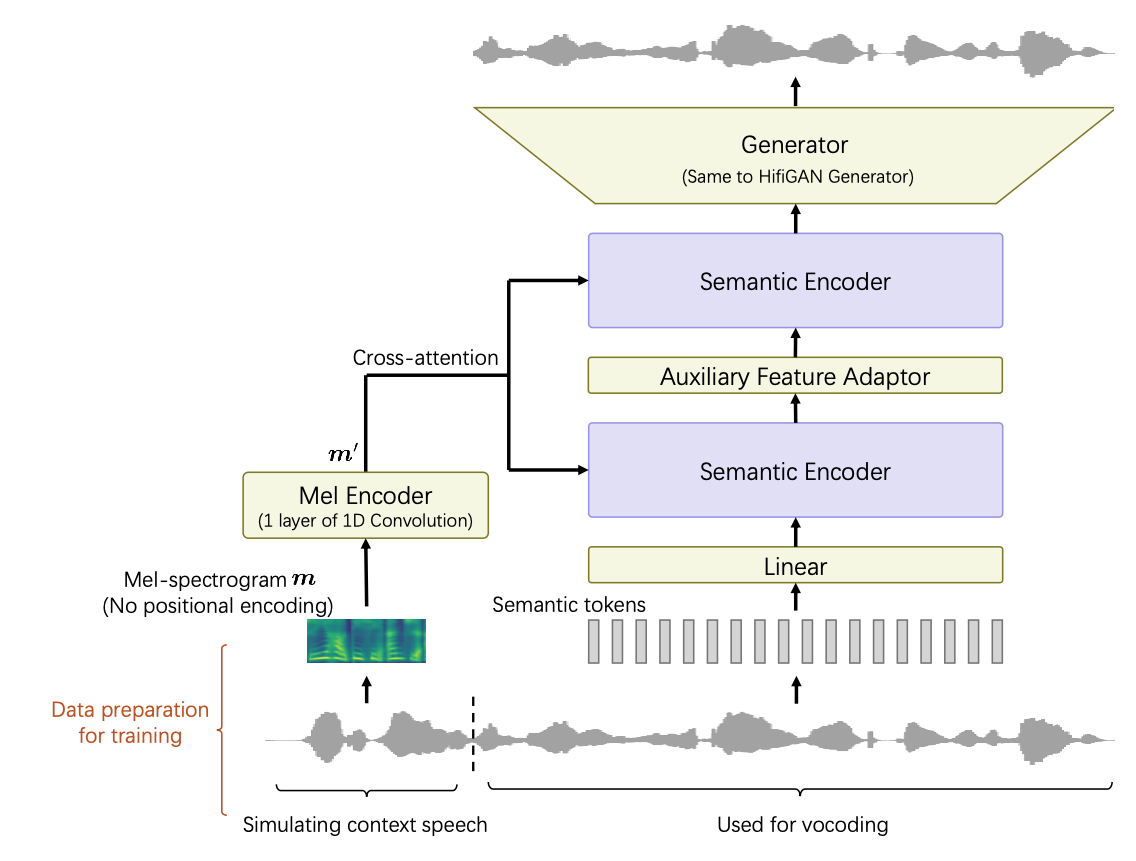 Generator
(Same to HifiGAN Generator)
Semantic Encoder
Cross-attention
Auxiliary Feature Adaptor
m′
Semantic Encoder
Mel Encoder
(1 layer of 1D Convolution)
Linear
Mel-spectrogram m
(No positional encoding)
Semantic tokens
Data preparation
for training
Simulating context speech
Used for vocoding